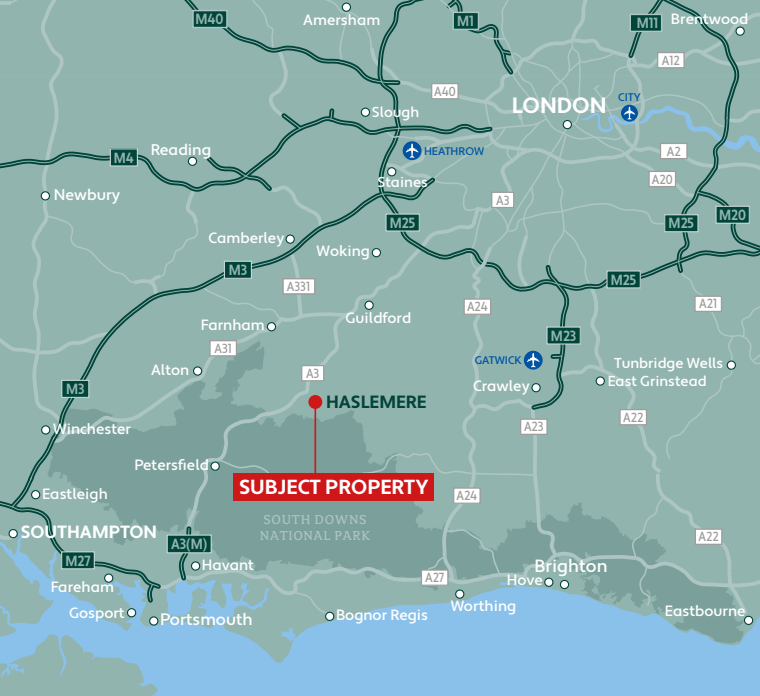 M40
Amersham
M1
M11
Brentwood
A12
A40
CITY
LONDON
Slough
HEATHROW
A2
Reading
M4
A20
Staines
Newbury
A3
M25
M25
M20
Camberley
Woking
M3
M25
A331
A24
A21
Guildford
Farnham
M23
A31
GATWICK
Tunbridge Wells
Alton
A3
East Grinstead
Crawley
M3
HASLEMERE
A22
Winchester
A23
Petersfield
SUBJECT PROPERTY
Eastleigh
A24
SOUTH DOWNS
NATIONAL PARK
SOUTHAMPTON
A3(M)
A22
M27
Havant
Brighton
A27
Hove
Fareham
Worthing
Gosport
Portsmouth
Bognor Regis
Eastbourne